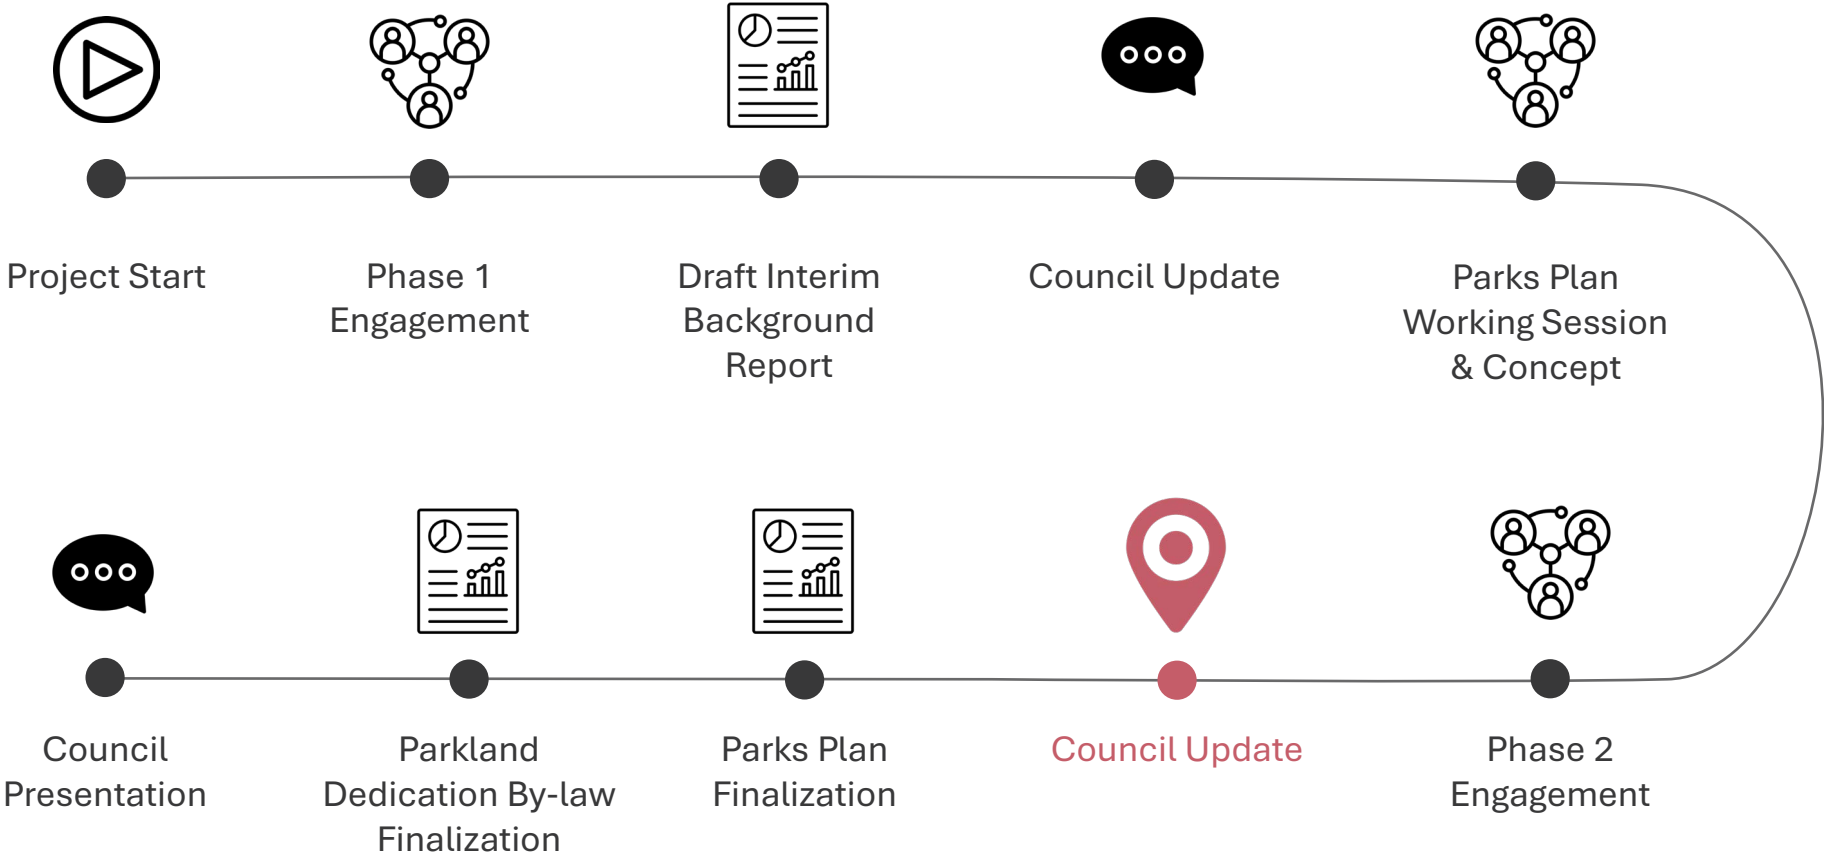 Project Start
Phase 1
Engagement
Draft Interim
Background
Report
Council Update
Parks Plan
Working Session
& Concept
Council
Presentation
Parkland
Dedication By-law
Finalization
Parks Plan
Finalization
Council Update
Phase 2
Engagement